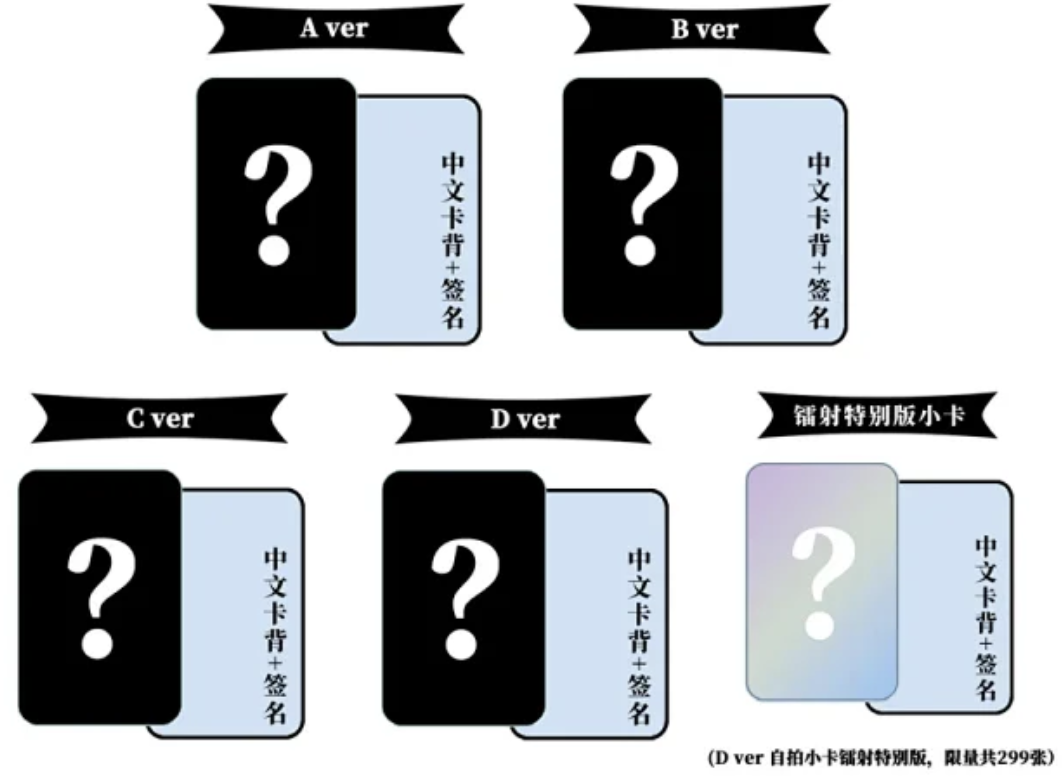 A ver
B ver
?
中文卡背+签名
?
中文卡背+签名
C ver
D ver
镭射特别版小卡
?
中文卡背+签名
?
中文卡背+签名
?
中文卡背+签名
(D ver 自拍小卡镭射特别版，限量共299张)